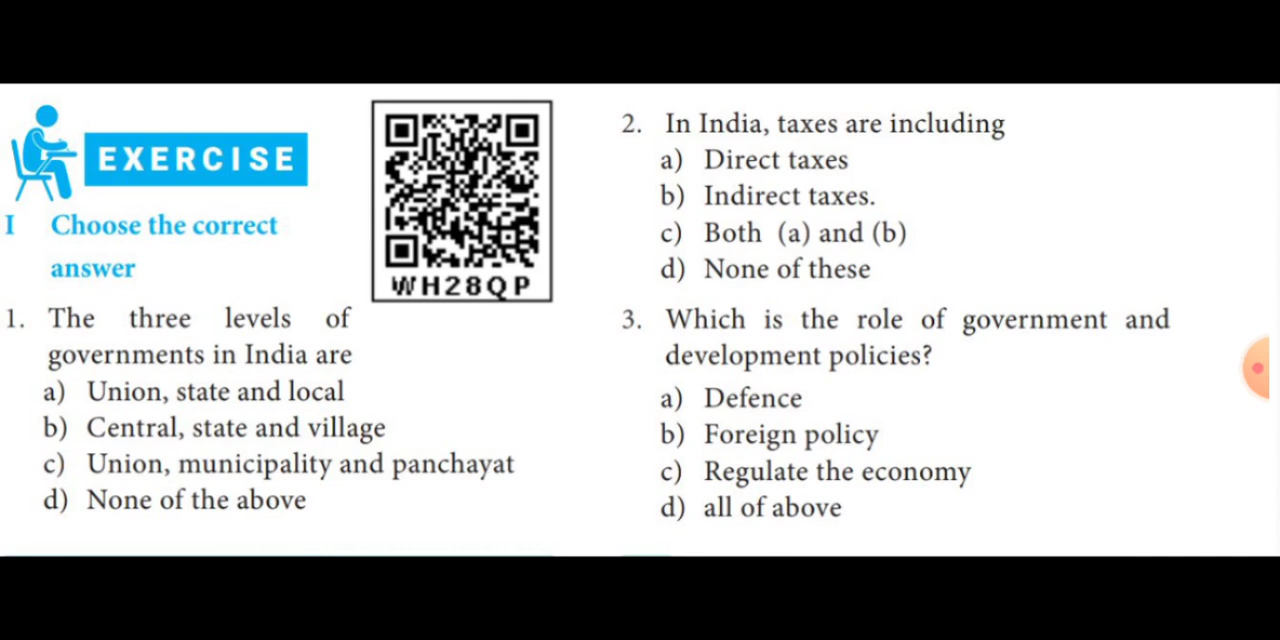 EXERCISE
I Choose the correct
answer
WH28QP
1. The three levels of
governments in India are
a) Union, state and local
b) Central, state and village
c) Union, municipality and panchayat
d) None of the above
2. In India, taxes are including
a) Direct taxes
b) Indirect taxes.
c) Both (a) and (b)
d) None of these
3. Which is the role of government and
development policies?
a) Defence
b) Foreign policy
c) Regulate the economy
d) all of above